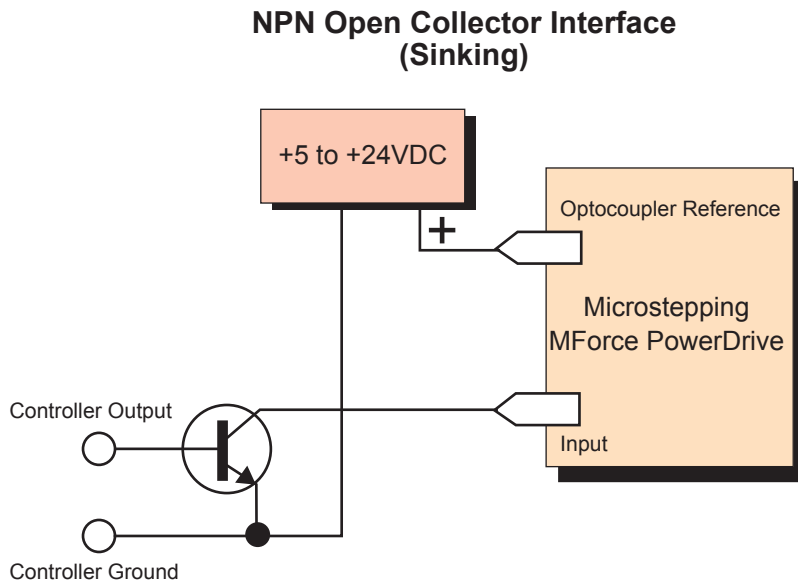 NPN Open Collector Interface
(Sinking)
+5 to +24VDC
+
Optocoupler Reference
Microstepping
MForce PowerDrive
Controller Output
Input
Controller Ground